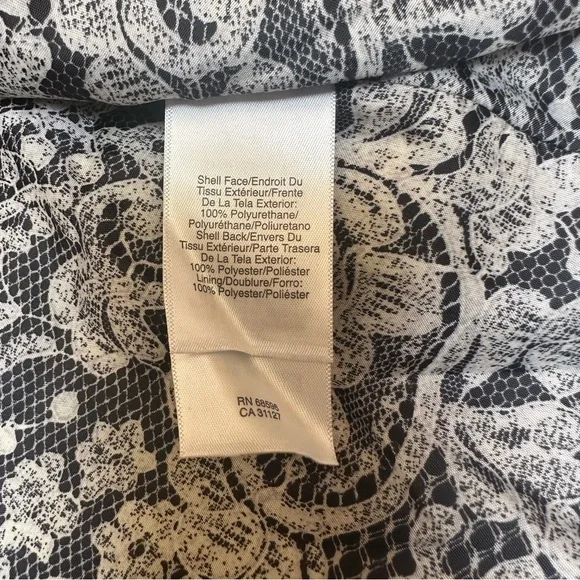 Shell Face/Endroit Du
Tissu Extérieur/Frente
De La Tela Exterior:
100% Polyurethane/
Polyuréthane/Poliuretano
Shell Back/Envers Du
Tissu Extérieur/Parte Trasera
De La Tela Exterior:
100% Polyester/Poliéster
Lining/Doublure/Forro:
100% Polyester/Poliéster
RN 68595
CA 31127